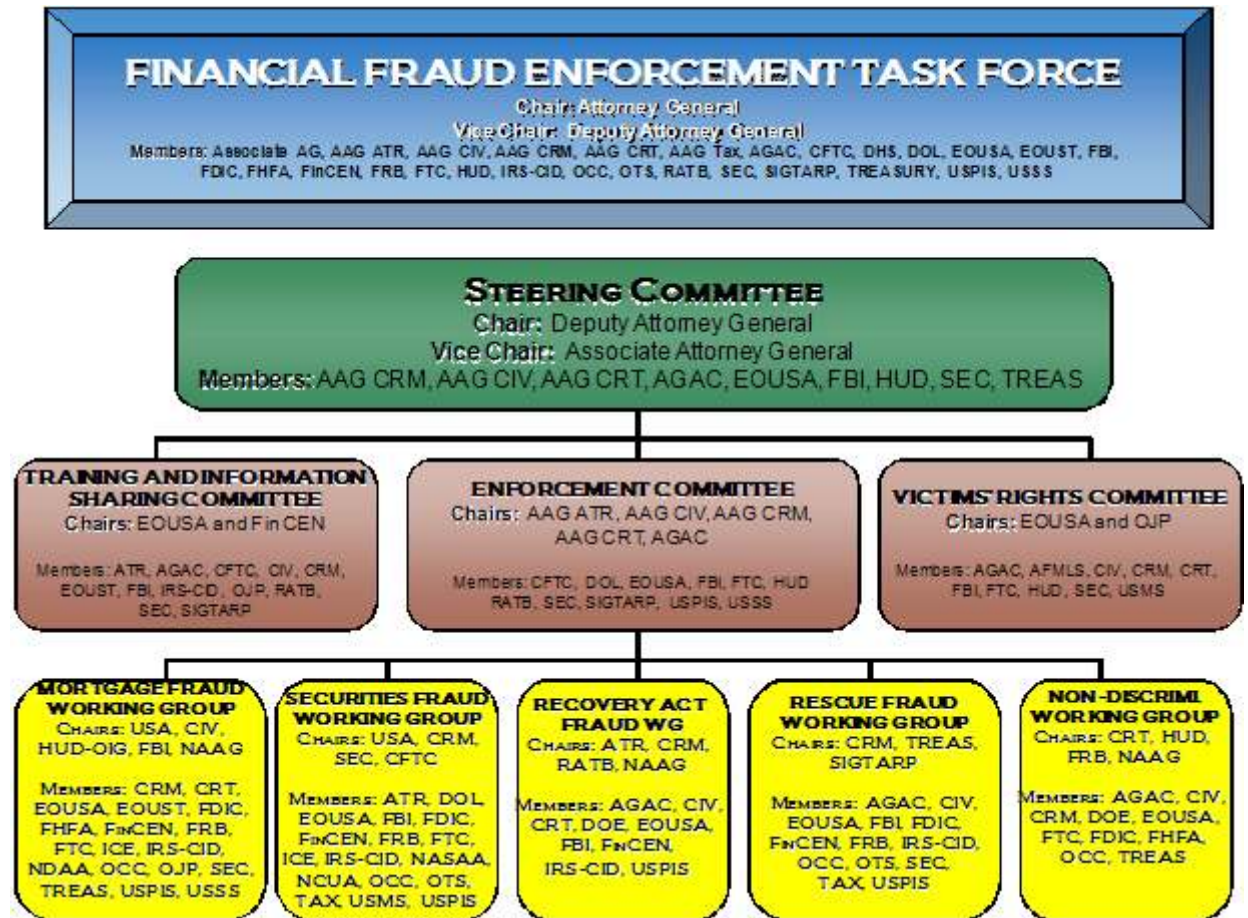 FINANCIAL FRAUD ENFORCEMENT TASK FORCE
Chair: Attorney General
Vice Chair: Deputy Attorney General
Members: Associate AG, AAG ATR, AAG CIV, AAG CRM, AAG CRT, AAG Tax, AGAC, CFTC, DHS, DOL, EOUSA, EOUST, FBI,
FDIC, FHFA, FinCEN, FRB, FTC, HUD, IRS-CID, OCC, OTS, RATB, SEC, SIGTARP, TREASURY, USPIS, USSS
STEERING COMMITTEE
Chair: Deputy Attorney General
Vice Chair: Associate Attorney General
Members: AAG CRM, AAG CIV, AAG CRT, AGAC, EOUSA, FBI, HUD, SEC, TREAS
TRAINING AND INFORMATION
SHARING COMMITTEE
Chairs: EOUSA and FinCEN
Members: ATR, AGAC, CFTC, CIV, CRM,
EOUST, FBI, IRS-CID, OJP, RATB,
SEC, SIGTARP
ENFORCEMENT COMMITTEE
Chairs: AAG ATR, AAG CIV, AAG CRM,
AAG CRT, AGAC
Members: CFTC, DOL, EOUSA, FBI, FTC, HUD
RATB, SEC, SIGTARP, USPIS, USSS
VICTIMS' RIGHTS COMMITTEE
Chairs: EOUSA and OJP
Members: AGAC, AFMLS, CIV, CRM, CRT,
FBI, FTC, HUD, SEC, USMS
MORTGAGE FRAUD
WORKING GROUP
CHAIRS: USA, CIV,
HUD-OIG, FBI, NAAG
MEMBERS: CRM, CRT,
EOUSA, EOUST, FDIC,
FHFA, FINCEN, FRB,
FTC, ICE, IRS-CID,
NDAA, OCC, OJP, SEC,
TREAS, USPIS, USSS
SECURITIES FRAUD
WORKING GROUP
CHAIRS: USA, CRM,
SEC, CFTC
MEMBERS: ATR, DOL,
EOUSA, FBI, FDIC,
FINCEN, FRB, FTC,
ICE, IRS-CID, NASAA,
NCUA, OCC, OTS,
TAX, USMS, USPIS
RECOVERY ACT
FRAUD WG
CHAIRS: ATR, CRM,
RATB, NAAG
MEMBERS: AGAC, CIV,
CRT, DOE, EOUSA,
FBI, FINCEN,
IRS-CID, USPIS
RESCUE FRAUD
WORKING GROUP
CHAIRS: CRM, TREAS,
SIGTARP
MEMBERS: AGAC, CIV,
EOUSA, FBI, FDIC,
FINCEN, FRB, IRS-CID,
OCC, OTS, SEC,
TAX, USPIS
NON-DISCRIMI.
WORKING GROUP
CHAIRS: CRT, HUD,
FRB, NAAG
MEMBERS: AGAC, CIV,
CRM, DOE, EOUSA,
FTC, FDIC, FHFA,
OCC, TREAS